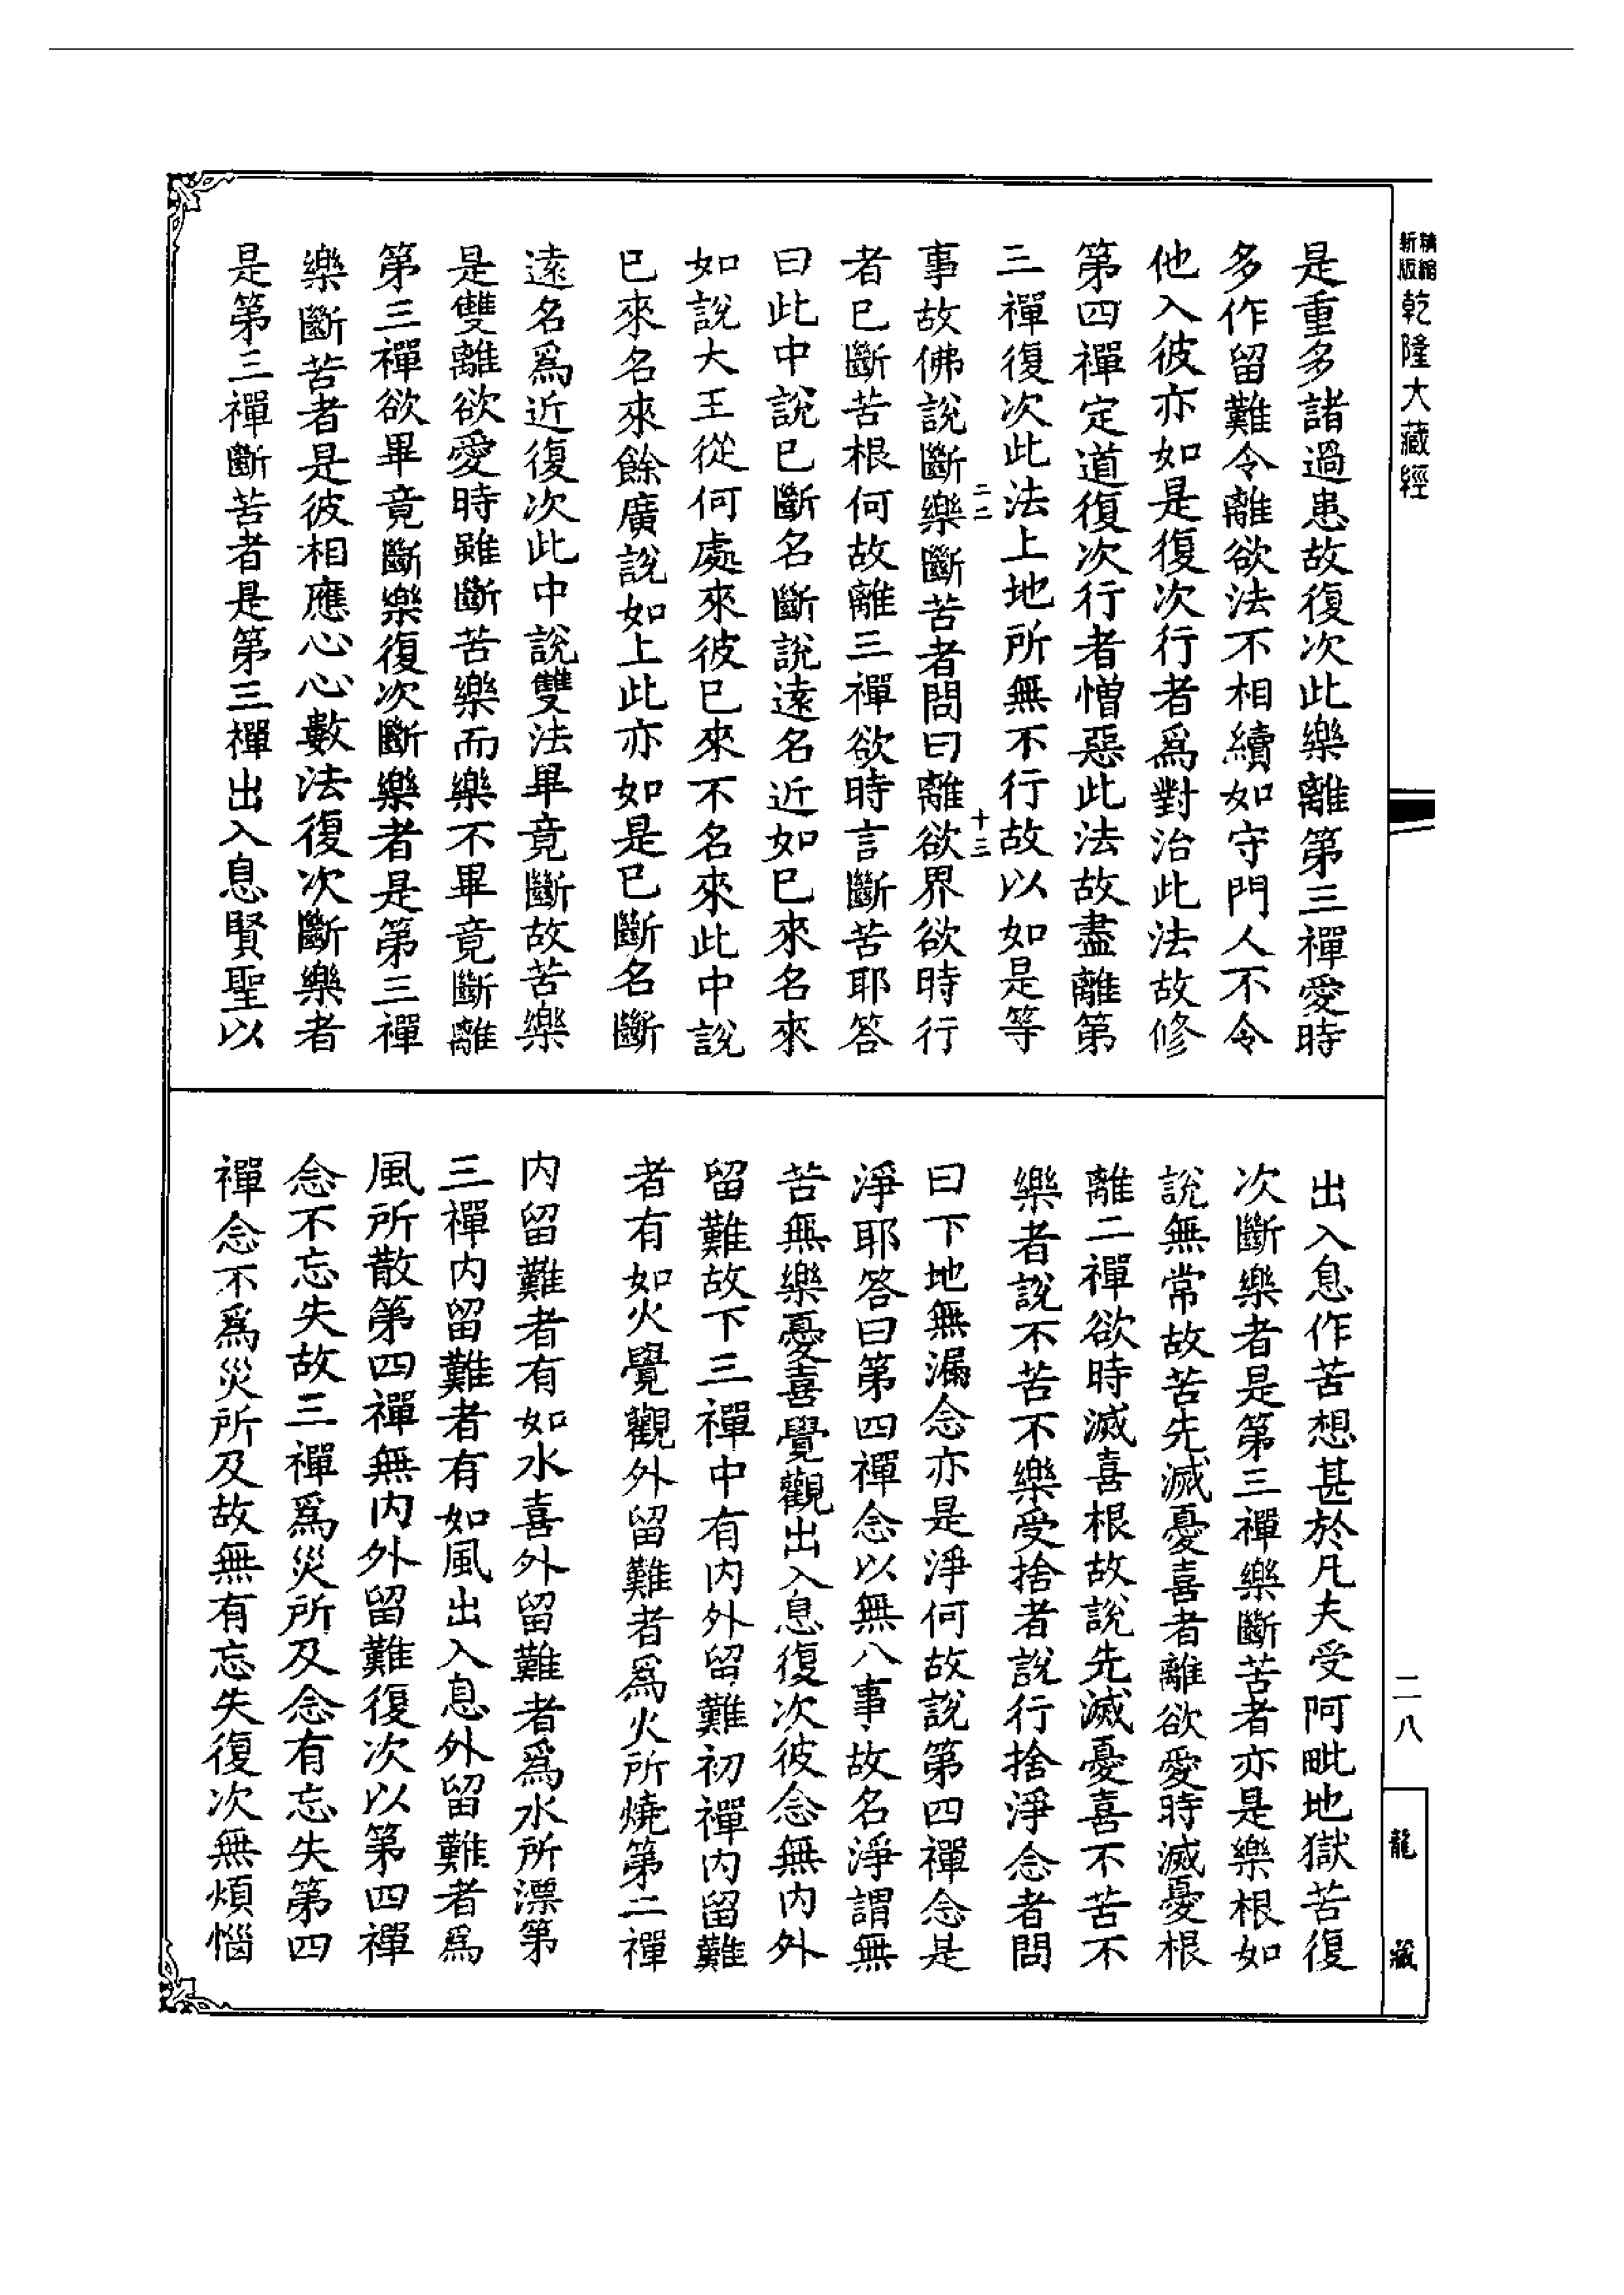 精縮
新版
乾隆大藏經
是重多諸過患故復次此樂離第三禪愛時
多作留難令離欲法不相續如守門人不令
他入彼亦如是復次行者爲對治此法故修
第四禪定道復次行者憎惡此法故盡離第
三禪復次此法上地所無不行故以如是等
二二
十三
事故佛說斷樂斷苦者問曰離欲界欲時行
者已斷苦根何故離三禪欲時言斷苦耶答
曰此中說已斷名斷說遠名近如已來名來
如說大王從何處來彼已來不名來此中說
已來名來餘廣說如上此亦如是已斷名斷
遠名爲近復次此中說雙法畢竟斷故苦樂
是雙離欲愛時雖斷苦樂而樂不畢竟斷離
第三禪欲畢竟斷樂復次斷樂者是第三禪
樂斷苦者是彼相應心心數法復次斷樂者
是第三禪斷苦者是第三禪出入息賢聖以
出入息作苦想甚於凡夫受阿毗地獄苦復
次斷樂者是第三禪樂斷苦者亦是樂根如
說無常故苦先滅憂喜者離欲愛時滅憂根
離二禪欲時滅喜根故說先滅憂喜不苦不
樂者說不苦不樂受捨者說行捨淨念者問
曰下地無漏念亦是淨何故說第四禪念是
淨耶答曰第四禪念以無八事故名淨謂無
苦無樂憂喜覺觀出入息復次彼念無內外
留難故下三禪中有內外留難初禪內留難
者有如火覺觀外留難者爲火所燒第二禪
内留難者有如水喜外留難者爲水所漂第
三禪内留難者有如風出入息外留難者爲
風所散第四禪無内外留難復次以第四禪
念不忘失故三禪爲災所及念有忘失第四
禪念不爲災所及故無有忘失復次無煩惱
二八
龍藏